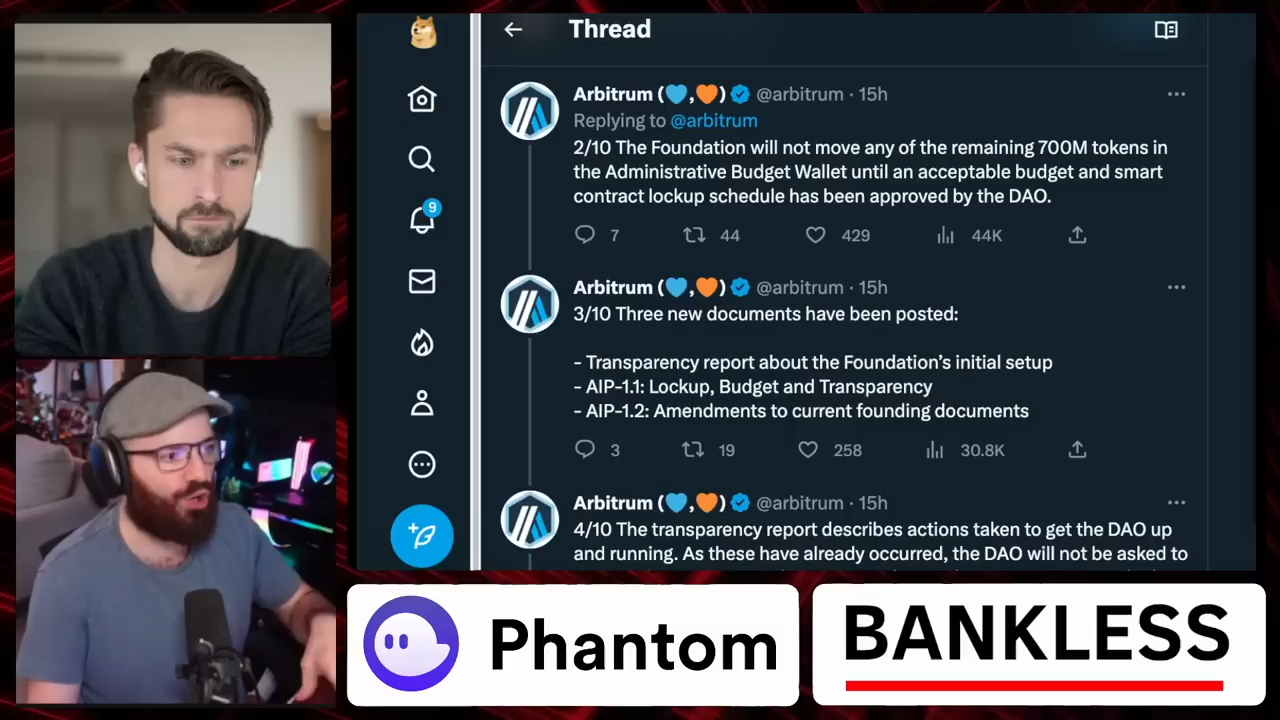 Thread
Arbitrum (🩵,🧡) @arbitrum · 15h
Replying to @arbitrum
2/10 The Foundation will not move any of the remaining 700M tokens in
the Administrative Budget Wallet until an acceptable budget and smart
contract lockup schedule has been approved by the DAO.
7 44 429 44K
9
Arbitrum (🩵,🧡) @arbitrum · 15h
3/10 Three new documents have been posted:
- Transparency report about the Foundation's initial setup
- AIP-1.1: Lockup, Budget and Transparency
- AIP-1.2: Amendments to current founding documents
3 19 258 30.8K
Arbitrum (🩵,🧡) @arbitrum · 15h
4/10 The transparency report describes actions taken to get the DAO up
and running. As these have already occurred, the DAO will not be asked to
Phantom
BANKLESS